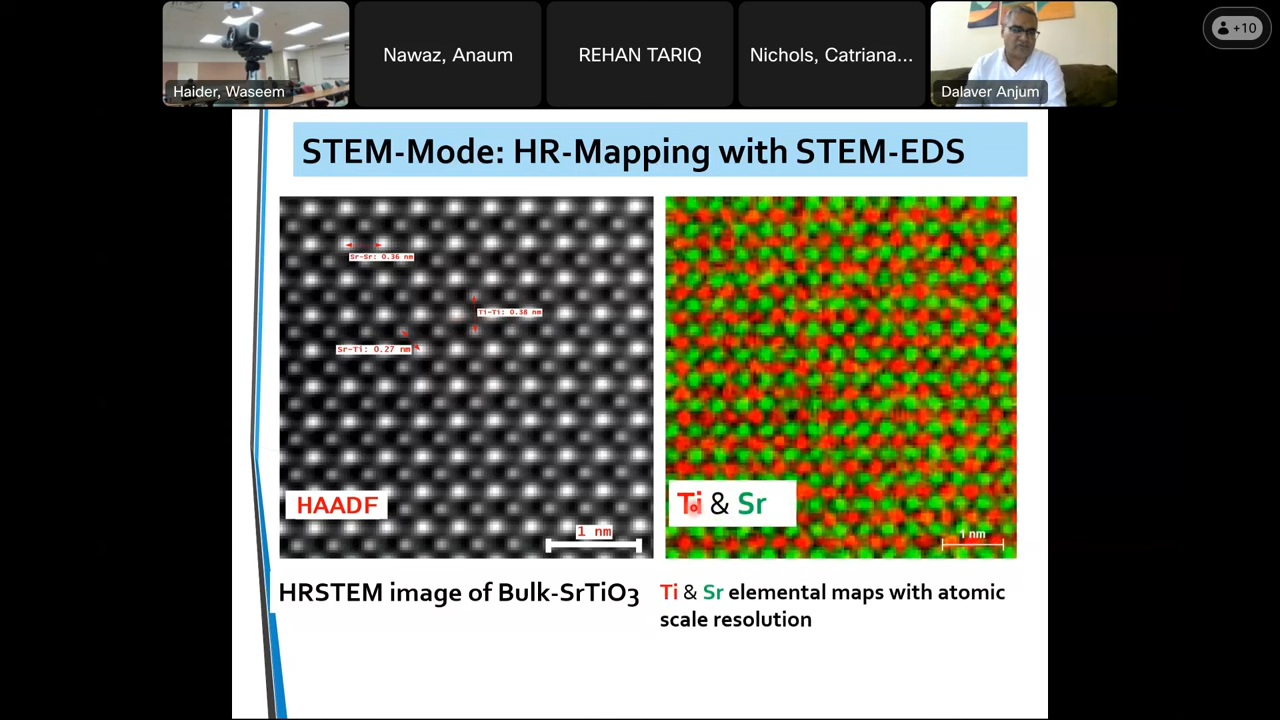 Haider, Waseem
Nawaz, Anaum
REHAN TARIQ
Nichols, Catriana...
Dalaver Anjum
+10
STEM-Mode: HR-Mapping with STEM-EDS
Sr-Sr: 0.36 nm
Ti-Ti: 0.38 nm
Sr-Ti: 0.27 nm
HAADF
1 nm
Ti & Sr
1 nm
HRSTEM image of Bulk-SrTiO3
Ti & Sr elemental maps with atomic
scale resolution